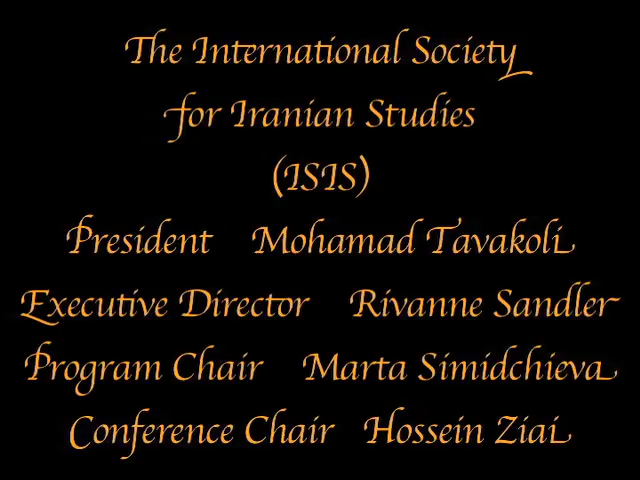 The International Society
for Iranian Studies
(ISIS)
President Mohamad Tavakoli
Executive Director Rivanne Sandler
Program Chair Marta Simidchieva
Conference Chair Hossein Ziai